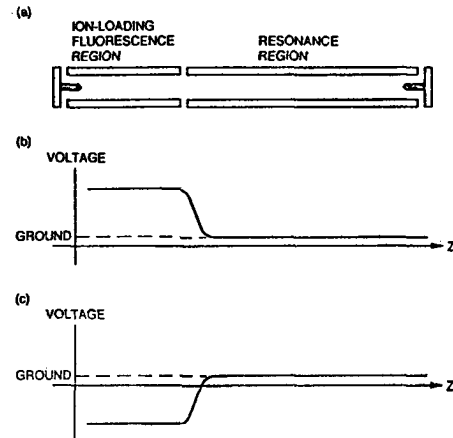 (a)
ION-LOADING
FLUORESCENCE
REGION
RESONANCE
REGION
(b)
VOLTAGE
GROUND
Z
(c)
VOLTAGE
GROUND
Z